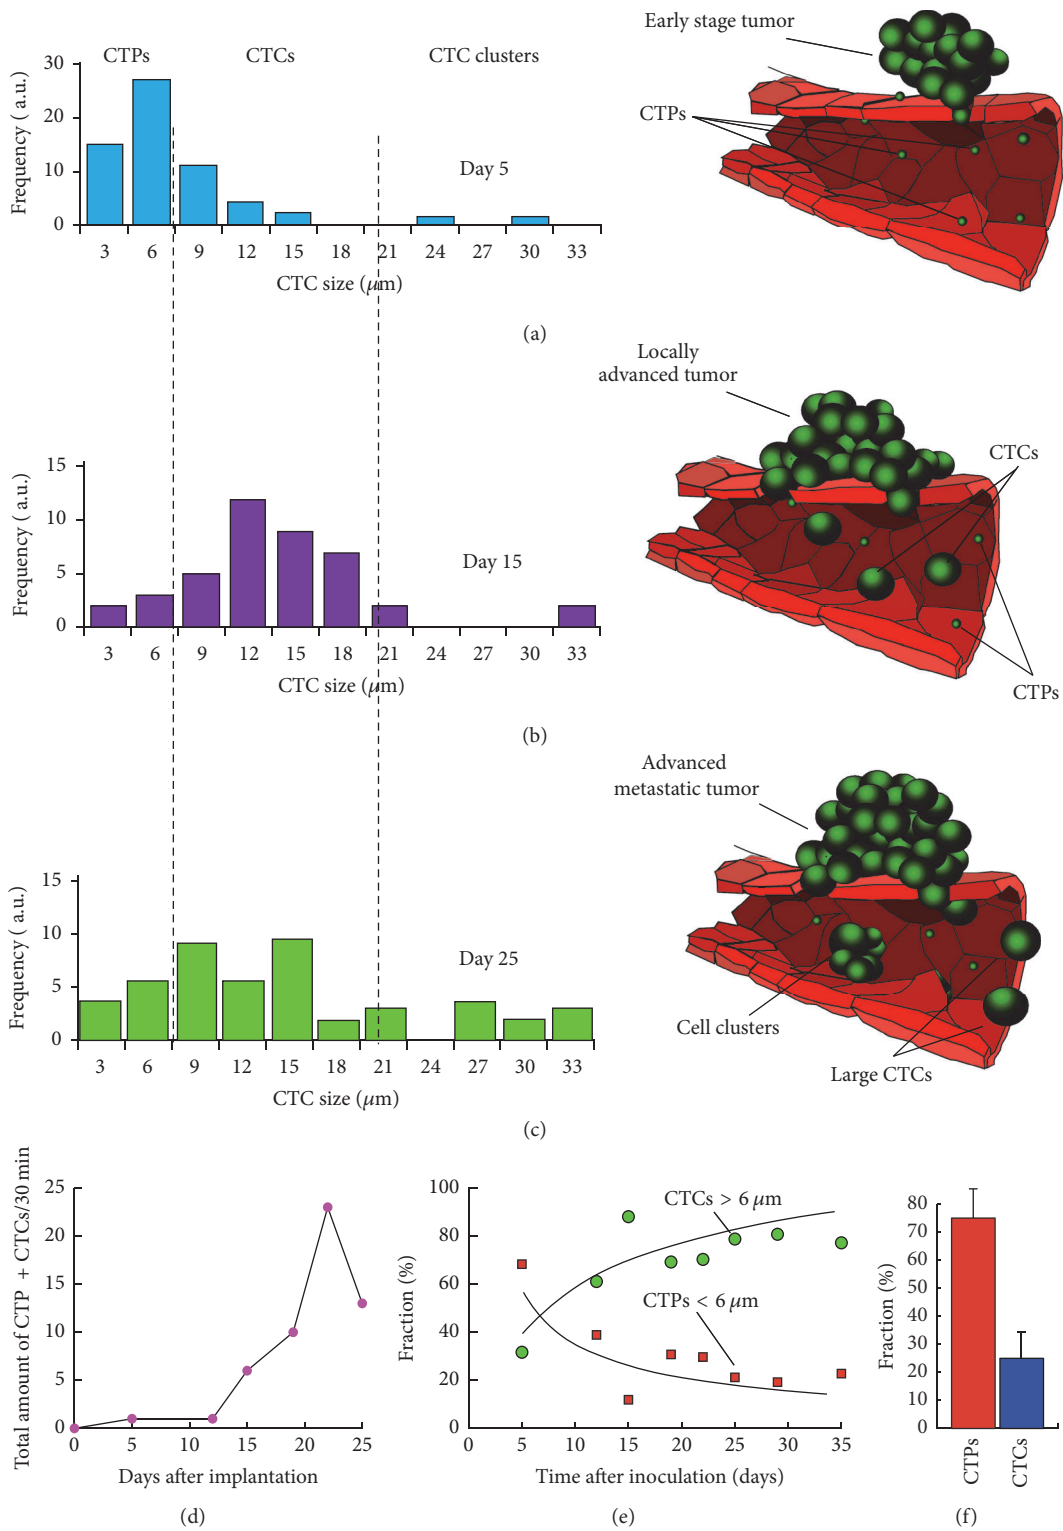 CTPs CTCs CTC clusters
Frequency ( a.u.)
30
20
10
0
Day 5
3 6 9 12 15 18 21 24 27 30 33
CTC size (μm)
Early stage tumor
CTPs
(a)
Frequency ( a.u.)
15
10
5
0
Day 15
3 6 9 12 15 18 21 24 27 30 33
CTC size (μm)
Locally
advanced tumor
CTCs
CTPs
(b)
Frequency ( a.u.)
15
10
5
0
Day 25
3 6 9 12 15 18 21 24 27 30 33
CTC size (μm)
Advanced
metastatic tumor
Cell clusters
Large CTCs
(c)
Total amount of CTP + CTCs/30 min
25
20
15
10
5
0
0 5 10 15 20 25
Days after implantation
(d)
Fraction (%)
100
80
60
40
20
0
CTCs > 6 μm
CTPs < 6 μm
0 5 10 15 20 25 30 35
Time after inoculation (days)
(e)
Fraction (%)
80
70
60
50
40
30
20
10
0
CTPs
CTCs
(f)